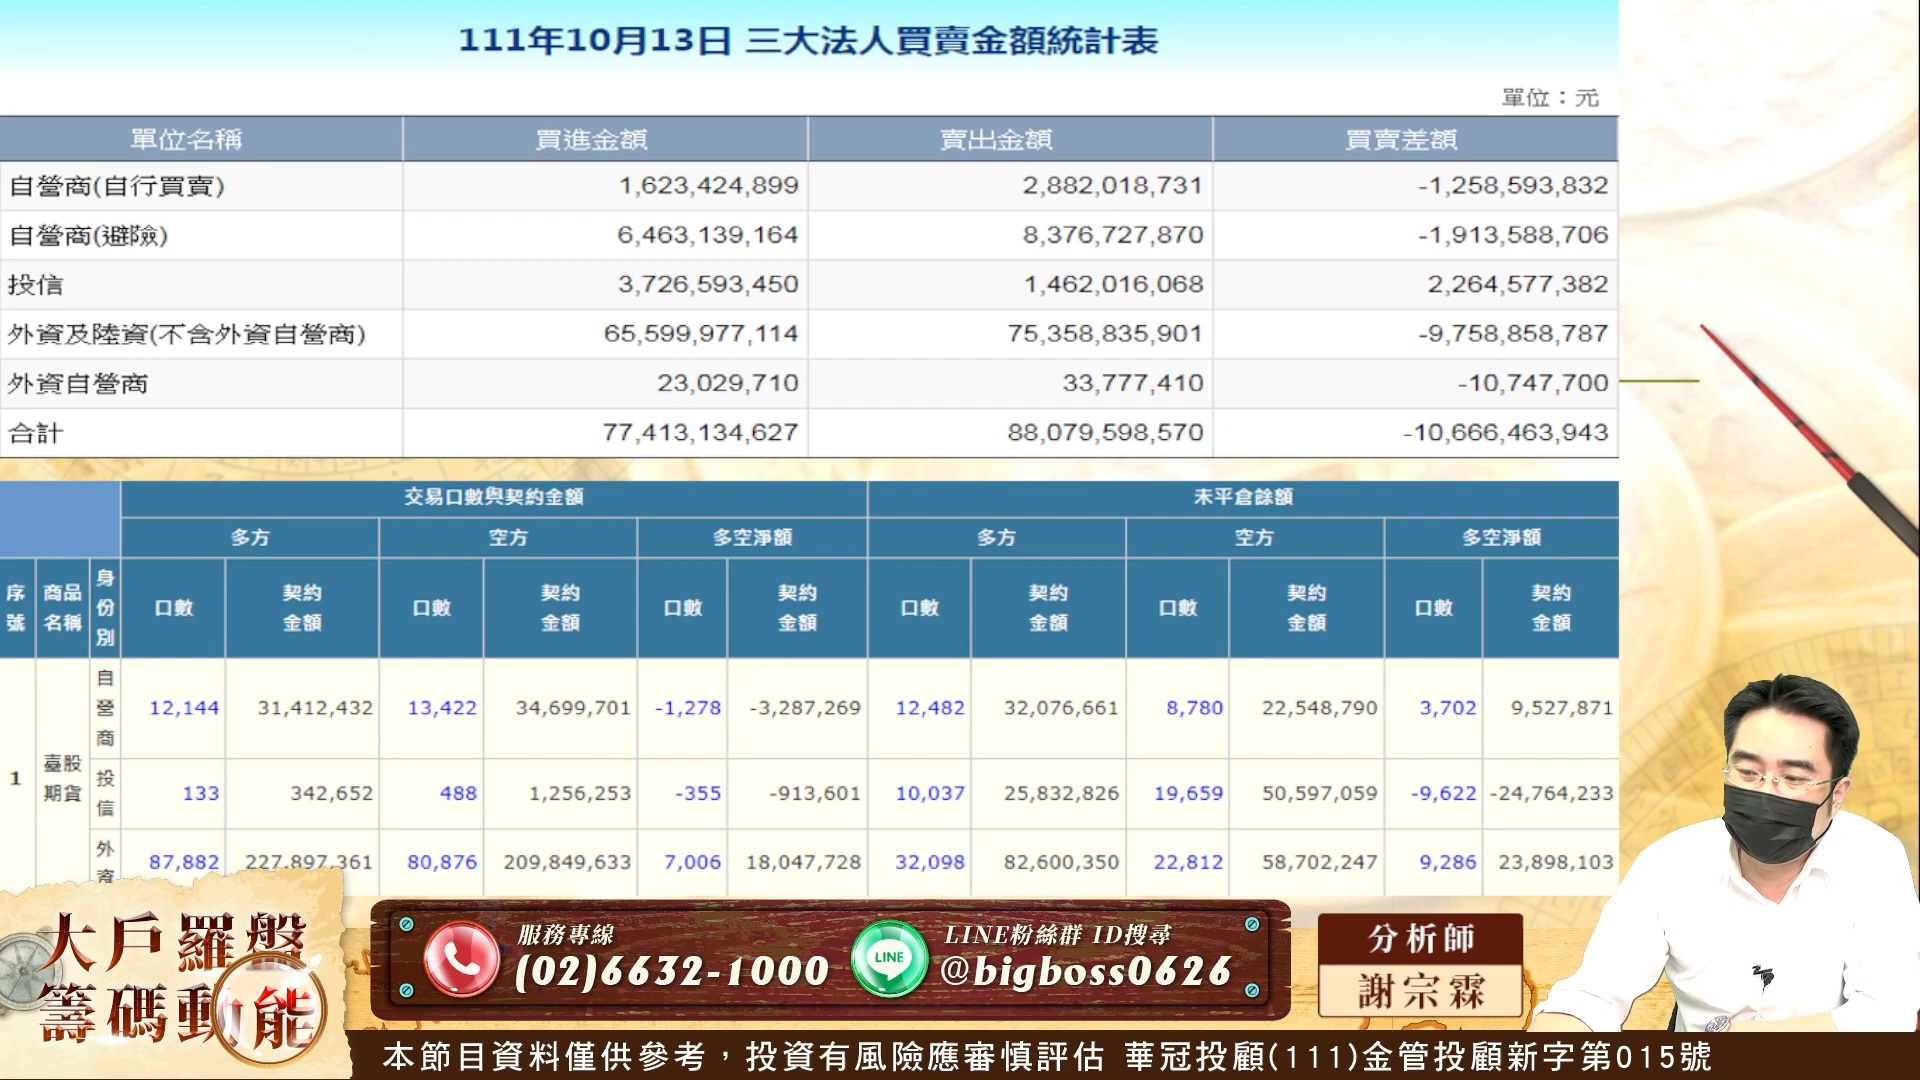 111年10月13日 三大法人買賣金額統計表
單位：元
單位名稱 買進金額 賣出金額 買賣差額
自營商(自行買賣) 1,623,424,899 2,882,018,731 -1,258,593,832
自營商(避險) 6,463,139,164 8,376,727,870 -1,913,588,706
投信 3,726,593,450 1,462,016,068 2,264,577,382
外資及陸資(不含外資自營商) 65,599,977,114 75,358,835,901 -9,758,858,787
外資自營商 23,029,710 33,777,410 -10,747,700
合計 77,413,134,627 88,079,598,570 -10,666,463,943
交易口數與契約金額 未平倉餘額
多方 空方 多空淨額 多方 空方 多空淨額
序號 商品名稱 身份別 口數 契約金額 口數 契約金額 口數 契約金額 口數 契約金額 口數 契約金額 口數 契約金額
1 臺股期貨 自營商 12,144 31,412,432 13,422 34,699,701 -1,278 -3,287,269 12,482 32,076,661 8,780 22,548,790 3,702 9,527,871
投信 133 342,652 488 1,256,253 -355 -913,601 10,037 25,832,826 19,659 50,597,059 -9,622 -24,764,233
外資 87,882 227,897,361 80,876 209,849,633 7,006 18,047,728 32,098 82,600,350 22,812 58,702,247 9,286 23,898,103
大戶羅盤
籌碼動能
服務專線
(02)6632-1000
LINE
LINE粉絲群 ID搜尋
@bigboss0626
分析師
謝宗霖
本節目資料僅供參考，投資有風險應審慎評估 華冠投顧(111)金管投顧新字第015號